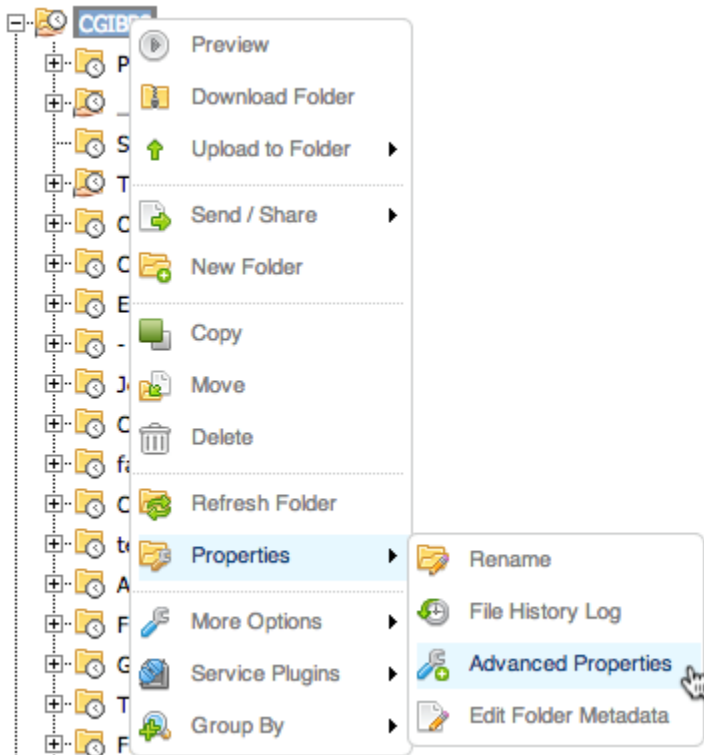 Preview
Download Folder
Upload to Folder
Send / Share
New Folder
Copy
Move
Delete
Refresh Folder
Properties
Rename
File History Log
More Options
Advanced Properties
Service Plugins
Edit Folder Metadata
Group By